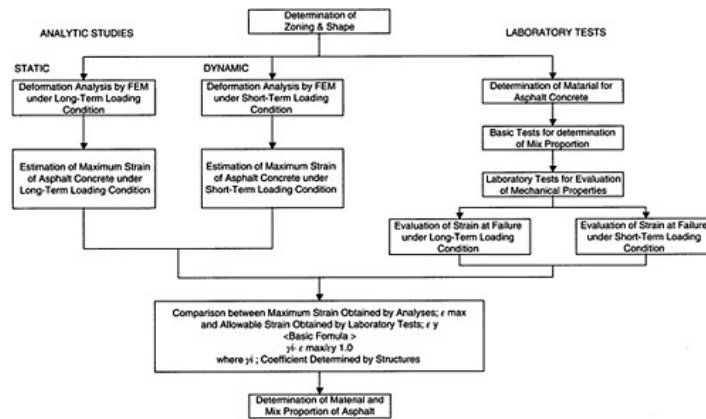 Determination of
Zoning & Shape
ANALYTIC STUDIES
LABORATORY TESTS
STATIC
DYNAMIC
Deformation Analysis by FEM
under Long-Term Loading
Condition
Deformation Analysis by FEM
under Short-Term Loading
Condition
Determination of Matarial for
Asphalt Concrete
Basic Tests for determination
of Mix Proportion
Estimation of Maximum Strain
of Asphalt Concrete under
Long-Term Loading Condition
Estimation of Maximum Strain
of Asphalt Concrete under
Short-Term Loading Condition
Laboratory Tests for Evaluation
of Mechanical Properties
Evaluation of Strain at Failure
under Long-Term Loading
Condition
Evaluation of Strain at Failure
under Short-Term Loading
Condition
Comparison between Maximum Strain Obtained by Analyses; ε max
and Allowable Strain Obtained by Laboratory Tests; ε y
<Basic Fomula >
γi- ε max/εy 1.0
where γi ; Coefficient Determined by Structures
Determination of Material and
Mix Proportion of Asphalt